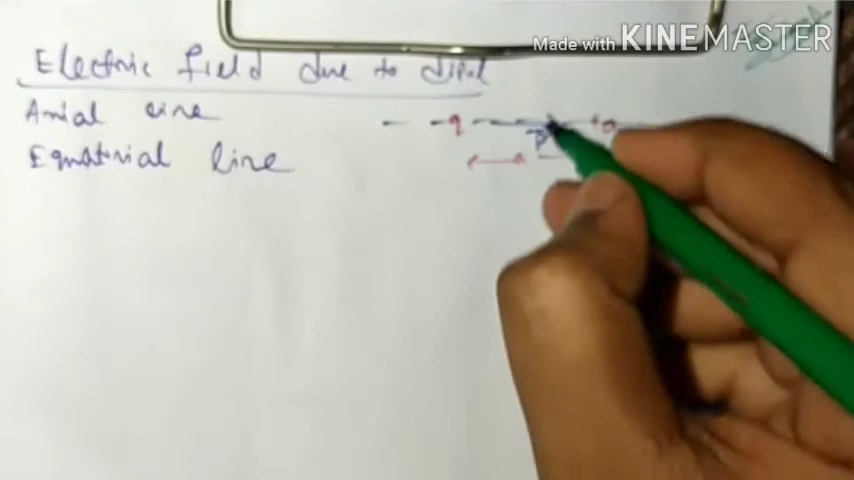 Made with KINEMASTER
Electric field due to dipol
Axial line
Equatorial line
- q
+ q
P
a